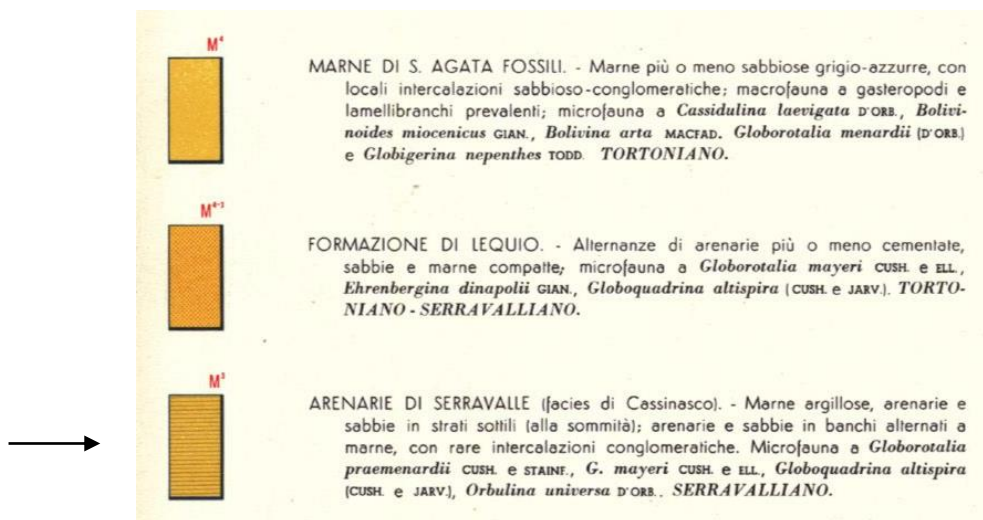 M⁴
MARNE DI S. AGATA FOSSILI. - Marne più o meno sabbiose grigio-azzurre, con
locali intercalazioni sabbioso-conglomeratiche; macrofauna a gasteropodi e
lamellibranchi prevalenti; microfauna a Cassidulina laevigata D'ORB., Bolivi-
noides miocenicus GIAN., Bolivina arta MACFAD. Globorotalia menardii (D'ORB.)
e Globigerina nepenthes TODD. TORTONIANO.
M⁴⁻³
FORMAZIONE DI LEQUIO. - Alternanze di arenarie più o meno cementate,
sabbie e marne compatte; microfauna a Globorotalia mayeri CUSH. e ELL.,
Ehrenbergina dinapolii GIAN., Globoquadrina altispira (CUSH. e JARV.). TORTO-
NIANO - SERRAVALLIANO.
M³
ARENARIE DI SERRAVALLE (facies di Cassinasco). - Marne argillose, arenarie e
sabbie in strati sottili (alla sommità); arenarie e sabbie in banchi alternati a
marne, con rare intercalazioni conglomeratiche. Microfauna a Globorotalia
praemenardii CUSH. e STAINF., G. mayeri CUSH. e ELL., Globoquadrina altispira
(CUSH. e JARV.), Orbulina universa D'ORB.. SERRAVALLIANO.